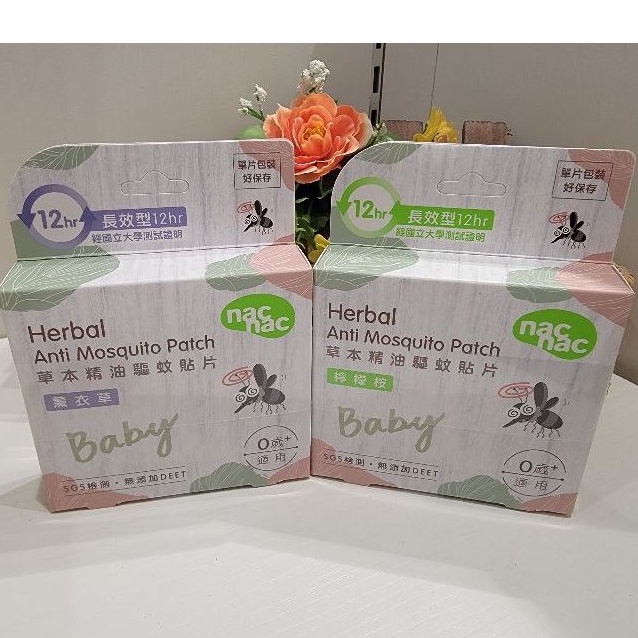 單片包裝
好保存
12hr
長效型12hr
經國立大學測試證明
nac
nac
Herbal
Anti Mosquito Patch
草本精油驅蚊貼片
薰衣草
Baby
0歲+
適用
SGS檢測・無添加DEET
單片包裝
好保存
12hr
長效型12hr
經國立大學測試證明
nac
nac
Herbal
Anti Mosquito Patch
草本精油驅蚊貼片
檸檬桉
Baby
0歲+
適用
SGS檢測・無添加DEET